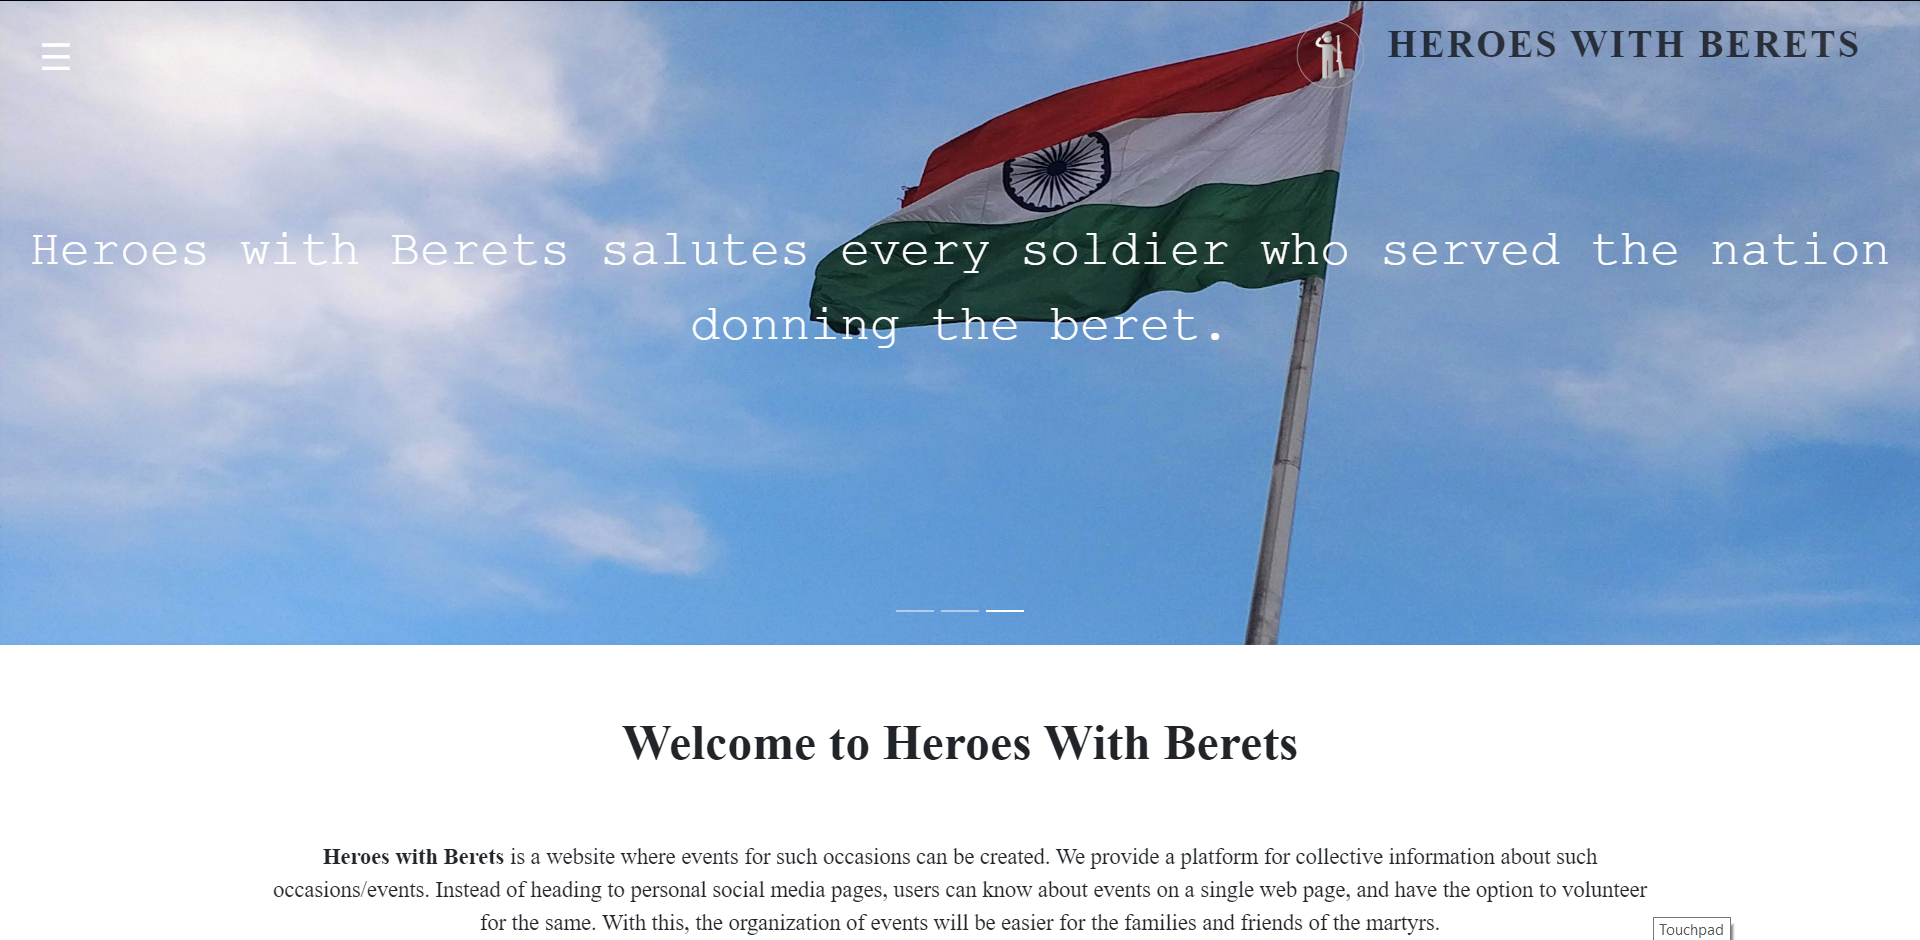 HEROES WITH BERETS
Heroes with Berets salutes every soldier who served the nation
donning the beret.
Welcome to Heroes With Berets
Heroes with Berets is a website where events for such occasions can be created. We provide a platform for collective information about such
occasions/events. Instead of heading to personal social media pages, users can know about events on a single web page, and have the option to volunteer
for the same. With this, the organization of events will be easier for the families and friends of the martyrs.
Touchpad